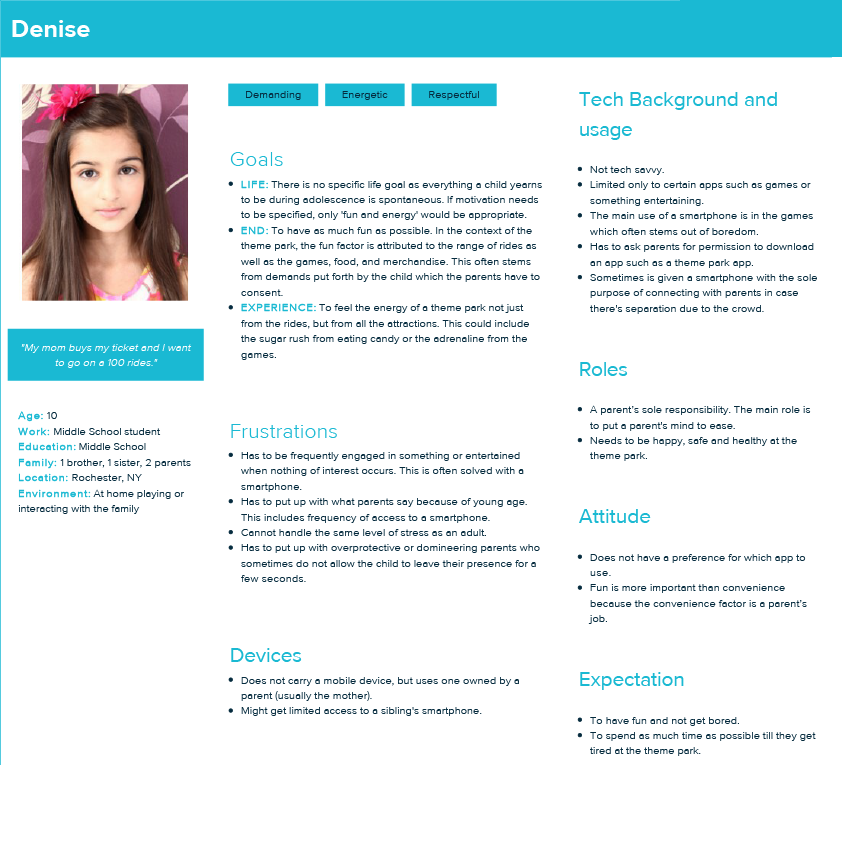 Denise
"My mom buys my ticket and I want
to go on a 100 rides."
Age: 10
Work: Middle School student
Education: Middle School
Family: 1 brother, 1 sister, 2 parents
Location: Rochester, NY
Environment: At home playing or
interacting with the family
Demanding
Energetic
Respectful
Goals
LIFE: There is no specific life goal as everything a child yearns
to be during adolescence is spontaneous. If motivation needs
to be specified, only 'fun and energy' would be appropriate.
END: To have as much fun as possible. In the context of the
theme park, the fun factor is attributed to the range of rides as
well as the games, food, and merchandise. This often stems
from demands put forth by the child which the parents have to
consent.
EXPERIENCE: To feel the energy of a theme park not just
from the rides, but from all the attractions. This could include
the sugar rush from eating candy or the adrenaline from the
games.
Frustrations
Has to be frequently engaged in something or entertained
when nothing of interest occurs. This is often solved with a
smartphone.
Has to put up with what parents say because of young age.
This includes frequency of access to a smartphone.
Cannot handle the same level of stress as an adult.
Has to put up with overprotective or domineering parents who
sometimes do not allow the child to leave their presence for a
few seconds.
Devices
Does not carry a mobile device, but uses one owned by a
parent (usually the mother).
Might get limited access to a sibling's smartphone.
Tech Background and
usage
Not tech savvy.
Limited only to certain apps such as games or
something entertaining.
The main use of a smartphone is in the games
which often stems out of boredom.
Has to ask parents for permission to download
an app such as a theme park app.
Sometimes is given a smartphone with the sole
purpose of connecting with parents in case
there's separation due to the crowd.
Roles
A parent's sole responsibility. The main role is
to put a parent's mind to ease.
Needs to be happy, safe and healthy at the
theme park.
Attitude
Does not have a preference for which app to
use.
Fun is more important than convenience
because the convenience factor is a parent's
job.
Expectation
To have fun and not get bored.
To spend as much time as possible till they get
tired at the theme park.